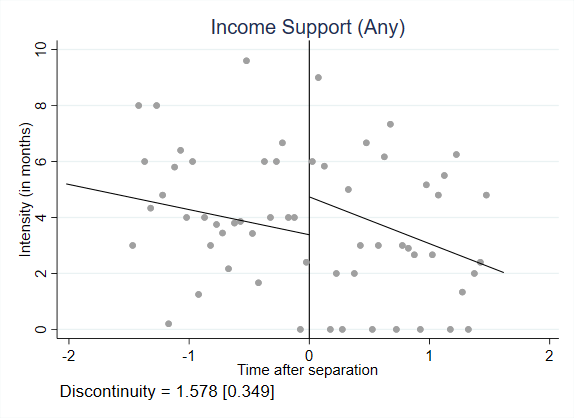 Income Support (Any)
Intensity (in months)
10
8
6
4
2
0
-2 -1 0 1 2
Time after separation
Discontinuity = 1.578 [0.349]